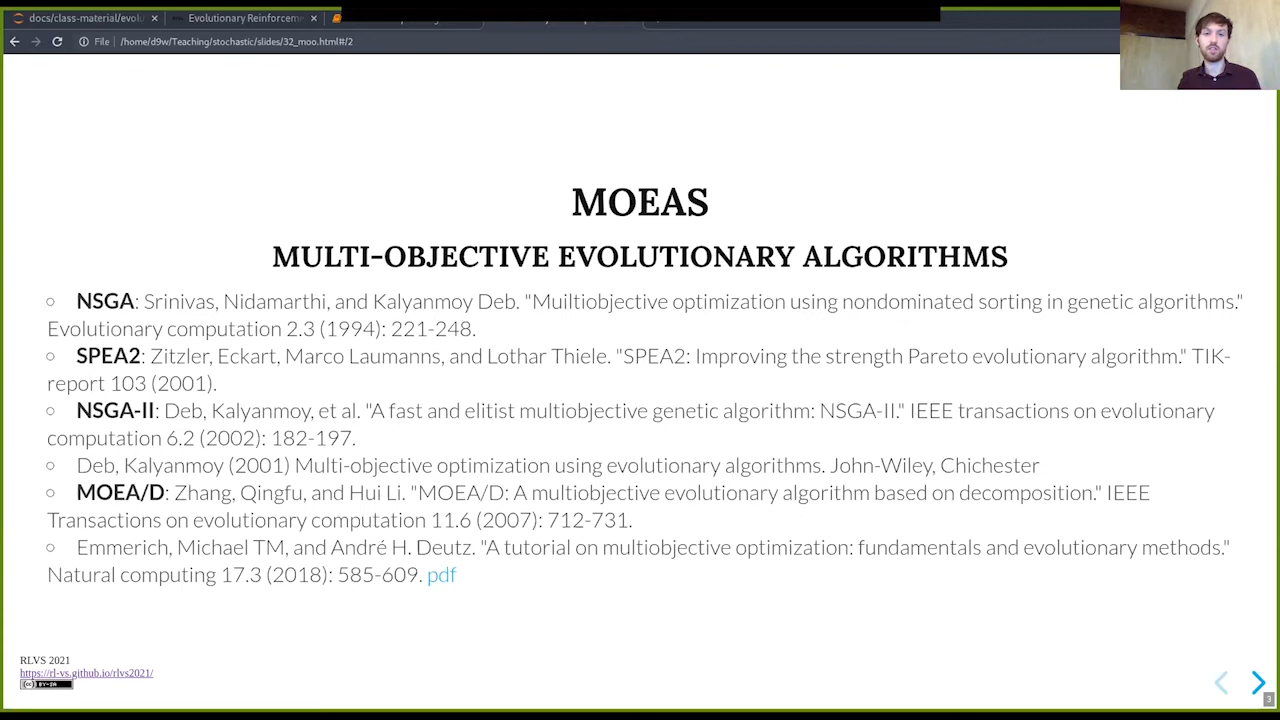 docs/class-material/evolu
Evolutionary Reinforceme
File /home/d9w/Teaching/stochastic/slides/32_moo.html#/2
MOEAS
MULTI-OBJECTIVE EVOLUTIONARY ALGORITHMS
NSGA: Srinivas, Nidamarthi, and Kalyanmoy Deb. "Muiltiobjective optimization using nondominated sorting in genetic algorithms."
Evolutionary computation 2.3 (1994): 221-248.
SPEA2: Zitzler, Eckart, Marco Laumanns, and Lothar Thiele. "SPEA2: Improving the strength Pareto evolutionary algorithm." TIK-
report 103 (2001).
NSGA-II: Deb, Kalyanmoy, et al. "A fast and elitist multiobjective genetic algorithm: NSGA-II." IEEE transactions on evolutionary
computation 6.2 (2002): 182-197.
Deb, Kalyanmoy (2001) Multi-objective optimization using evolutionary algorithms. John-Wiley, Chichester
MOEA/D: Zhang, Qingfu, and Hui Li. "MOEA/D: A multiobjective evolutionary algorithm based on decomposition." IEEE
Transactions on evolutionary computation 11.6 (2007): 712-731.
Emmerich, Michael TM, and André H. Deutz. "A tutorial on multiobjective optimization: fundamentals and evolutionary methods."
Natural computing 17.3 (2018): 585-609. pdf
RLVS 2021
https://rl-vs.github.io/rlvs2021/
CC BY-SA
3